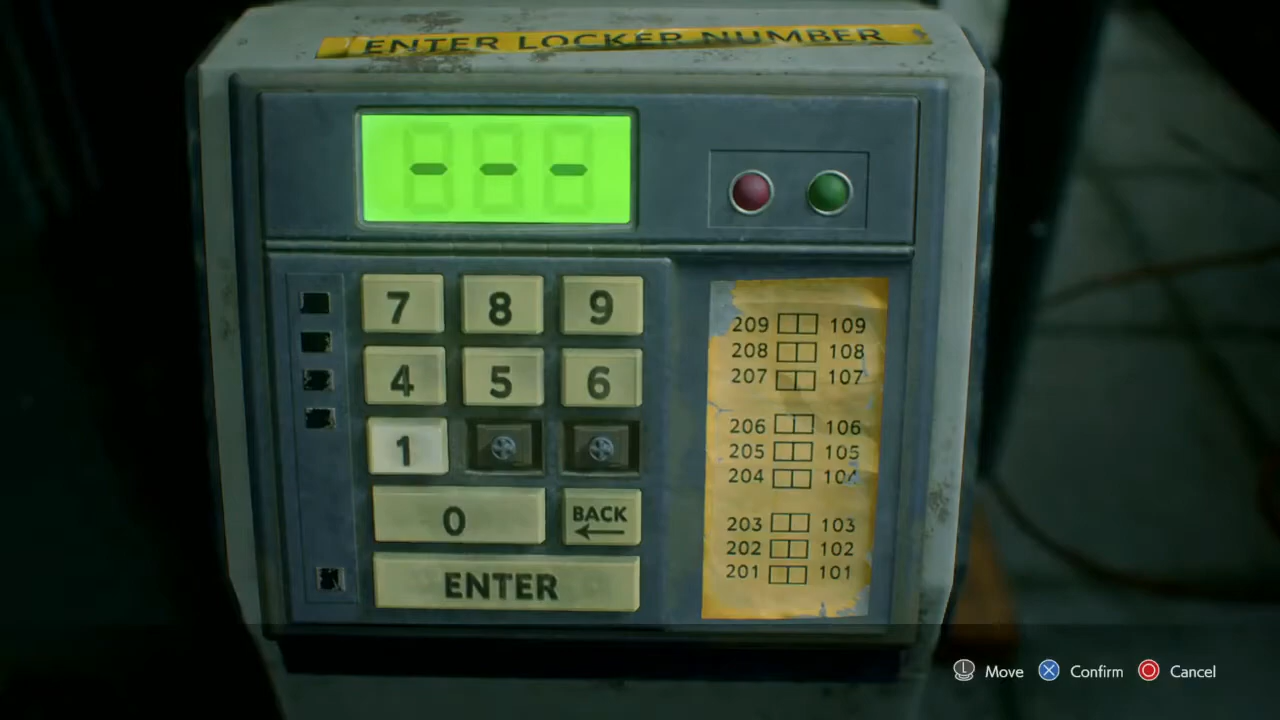 ENTER LOCKER NUMBER
---
7 8 9
4 5 6
1
0 BACK
ENTER
209 109
208 108
207 107
206 106
205 105
204 104
203 103
202 102
201 101
Move Confirm Cancel